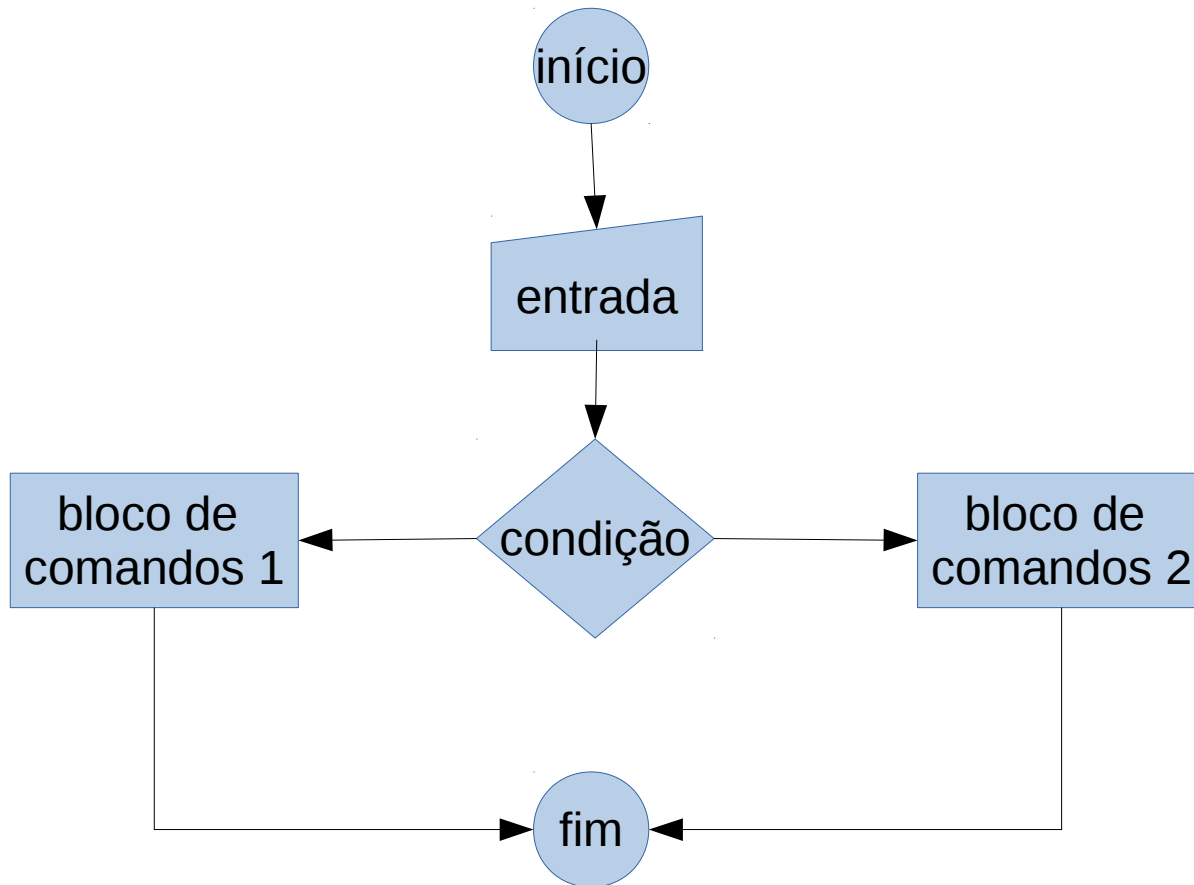 início
entrada
condição
bloco de
comandos 1
bloco de
comandos 2
fim